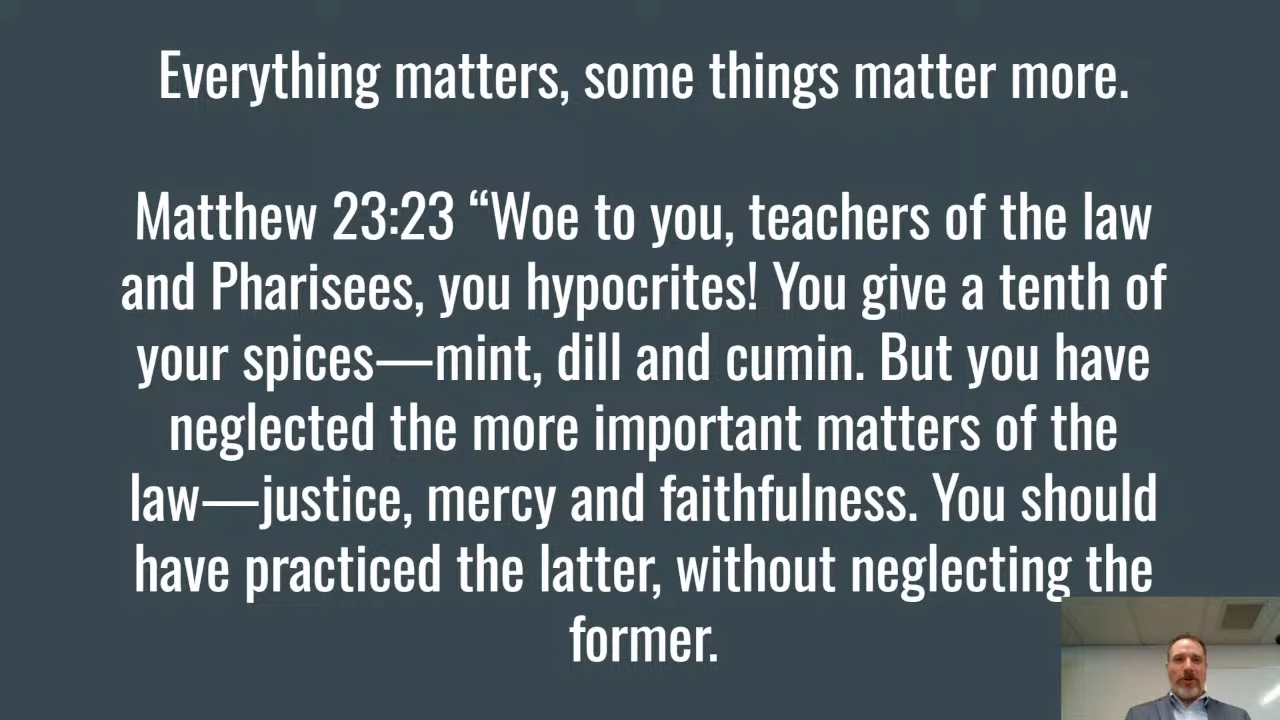 Everything matters, some things matter more.
Matthew 23:23 “Woe to you, teachers of the law
and Pharisees, you hypocrites! You give a tenth of
your spices—mint, dill and cumin. But you have
neglected the more important matters of the
law—justice, mercy and faithfulness. You should
have practiced the latter, without neglecting the
former.